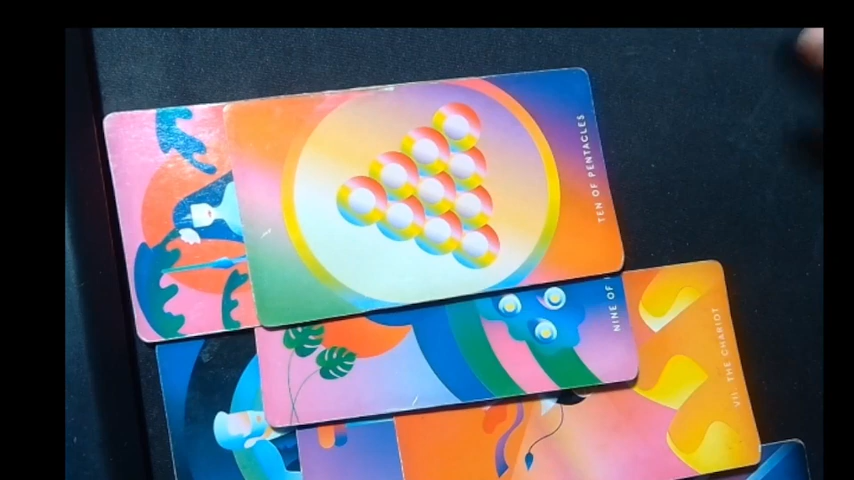 TEN OF PENTACLES
NINE OF
VII. THE CHARIOT